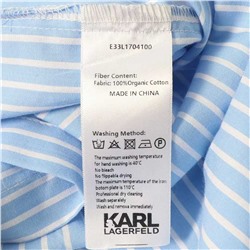 E33L1704100
Fiber Content:
Fabric: 100%Organic Cotton
MADE IN CHINA
Washing Method:
The maximum washing temperature
for hand washing is 40°C
No bleach
No flippable drying
The maximum temperature of the iron
bottom plate is 110°C
Professional dry cleaning
Wash separately
Wash and remove immediately
KARL
LAGERFELD